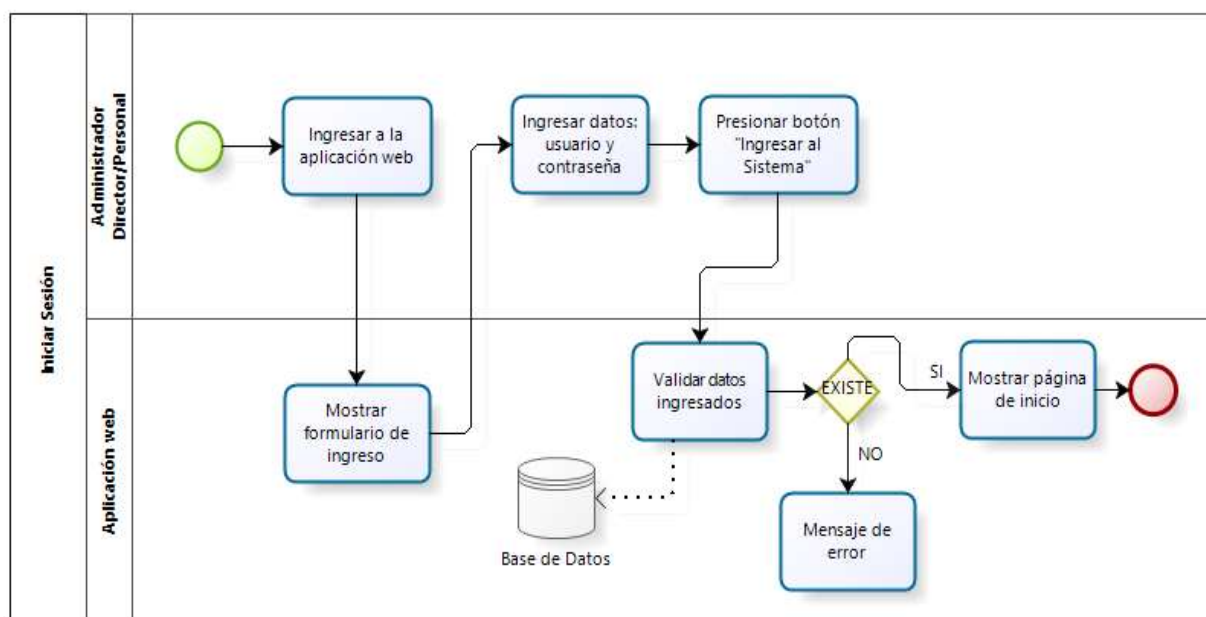 Iniciar Sesión
Administrador
Director/Personal
Ingresar a la
aplicación web
Ingresar datos:
usuario y
contraseña
Presionar botón
"Ingresar al
Sistema"
Aplicación web
Mostrar
formulario de
ingreso
Validar datos
ingresados
EXISTE
SI
Mostrar página
de inicio
NO
Mensaje de
error
Base de Datos